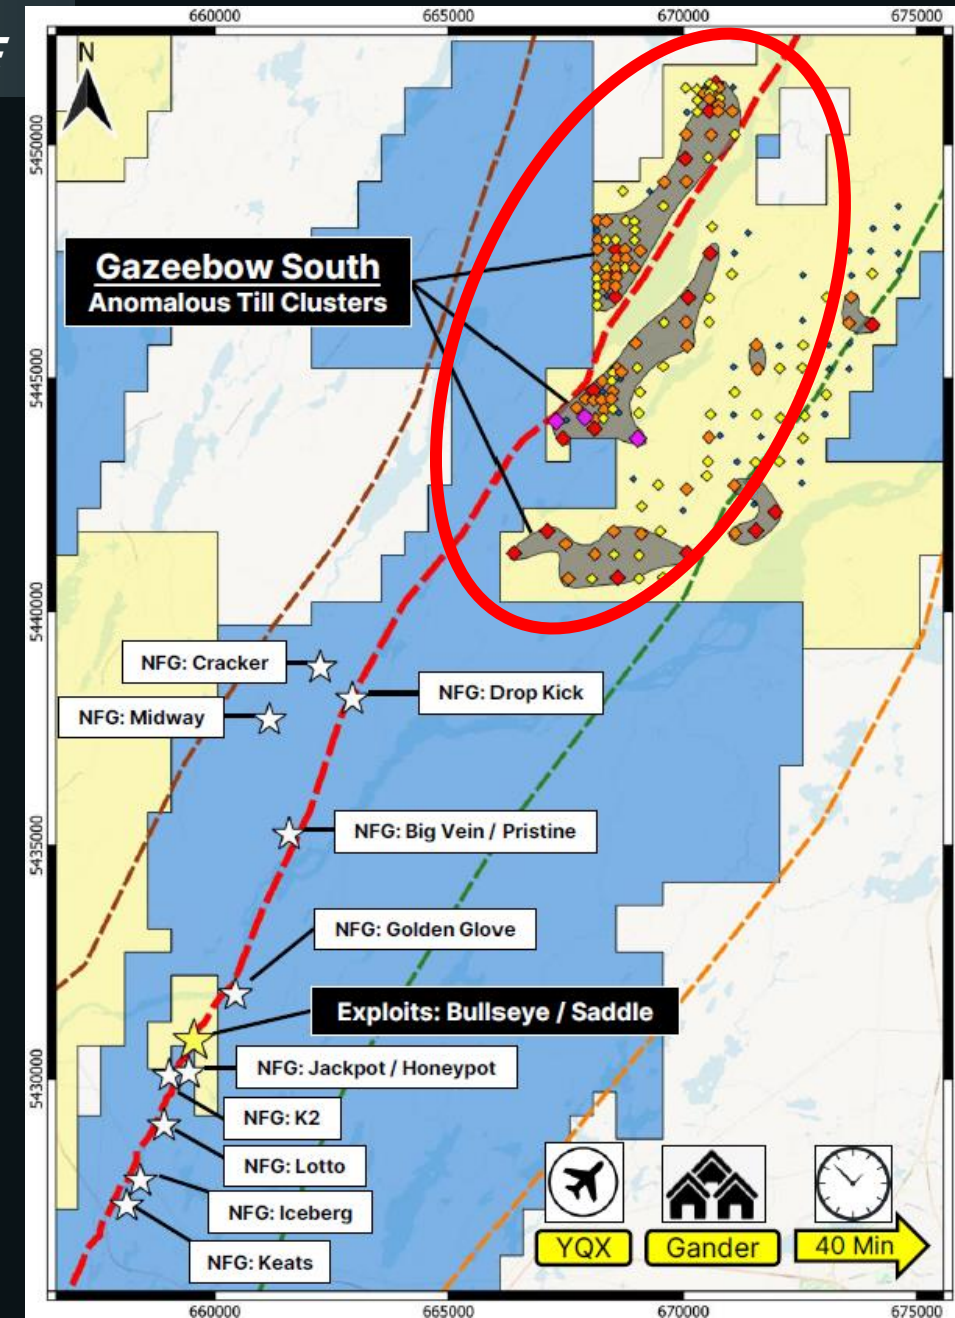 660000
665000
670000
675000
N
5450000
Gazeebow South
Anomalous Till Clusters
5445000
5440000
NFG: Cracker
NFG: Drop Kick
NFG: Midway
5435000
NFG: Big Vein / Pristine
NFG: Golden Glove
Exploits: Bullseye / Saddle
5430000
NFG: Jackpot / Honeypot
NFG: K2
NFG: Lotto
NFG: Iceberg
NFG: Keats
YQX
Gander
40 Min
660000
665000
670000
675000